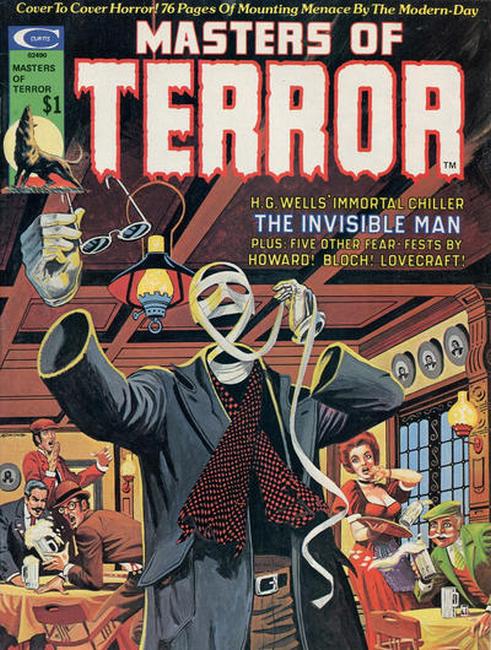 Cover To Cover Horror! 76 Pages Of Mounting Menace By The Modern-Day
MASTERS OF
TERROR
TM
CURTIS
02490
MASTERS
OF
TERROR
$1
H.G. WELLS' IMMORTAL CHILLER
THE INVISIBLE MAN
PLUS: FIVE OTHER FEAR-FESTS BY
HOWARD! BLOCH! LOVECRAFT!